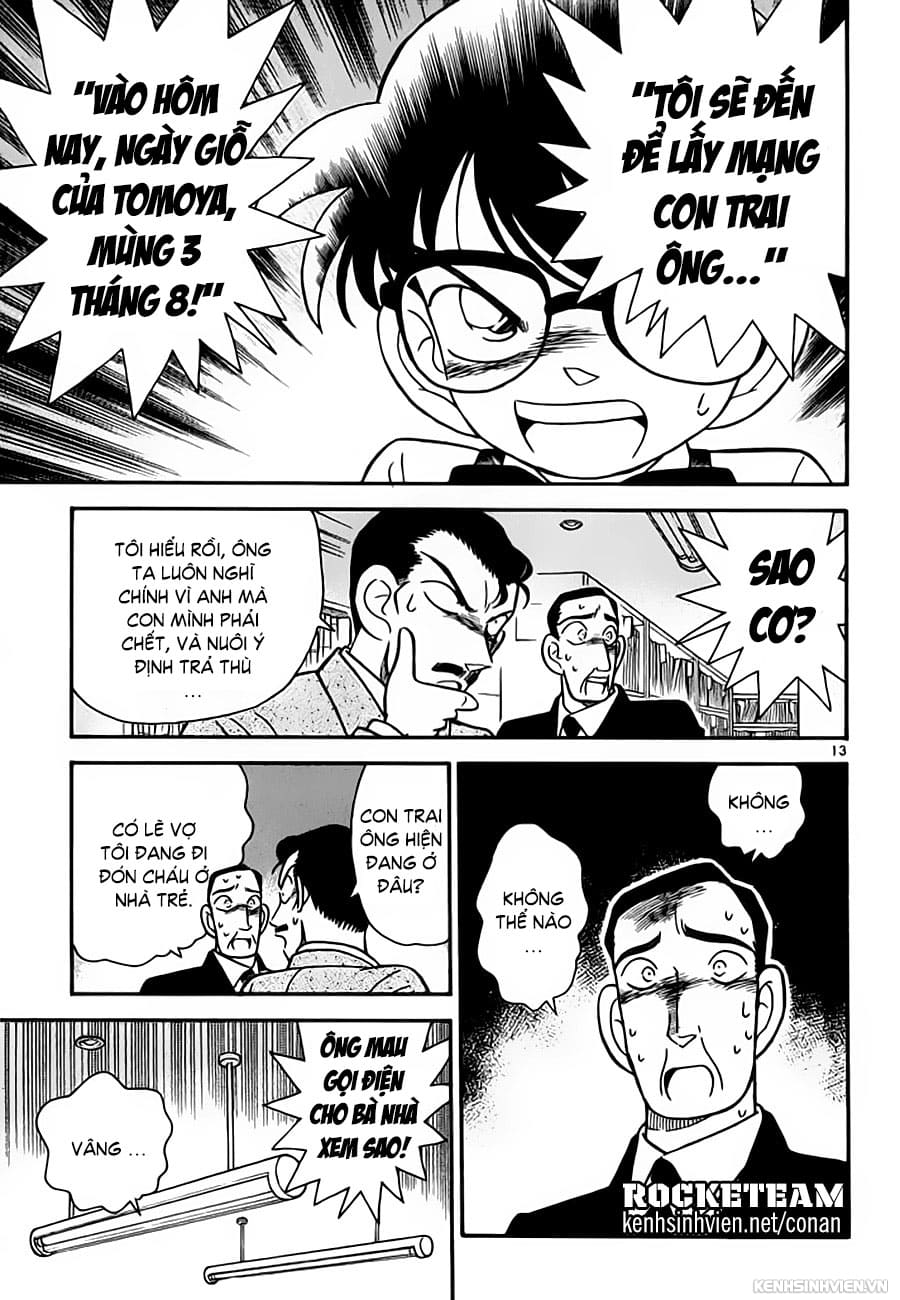 "TÔI SẼ ĐẾN
ĐỂ LẤY MẠNG
CON TRAI
ÔNG..."
"VÀO HÔM
NAY, NGÀY GIỖ
CỦA TOMOYA,
MÙNG 3
THÁNG 8!"
SAO
CƠ?
TÔI HIỂU RỒI, ÔNG
TA LUÔN NGHĨ
CHÍNH VÌ ANH MÀ
CON MÌNH PHẢI
CHẾT, VÀ NUÔI Ý
ĐỊNH TRẢ THÙ
...
13
KHÔNG
...
KHÔNG
THỂ NÀO
...
CON TRAI
ÔNG HIỆN
ĐANG Ở
ĐÂU?
CÓ LẼ VỢ
TÔI ĐANG ĐI
ĐÓN CHÁU Ở
NHÀ TRẺ.
ÔNG MAU
GỌI ĐIỆN
CHO BÀ NHÀ
XEM SAO!
VÂNG ...
ROCKETEAM
kenhsinhvien.net/conan
KENHSINHVIEN.VN